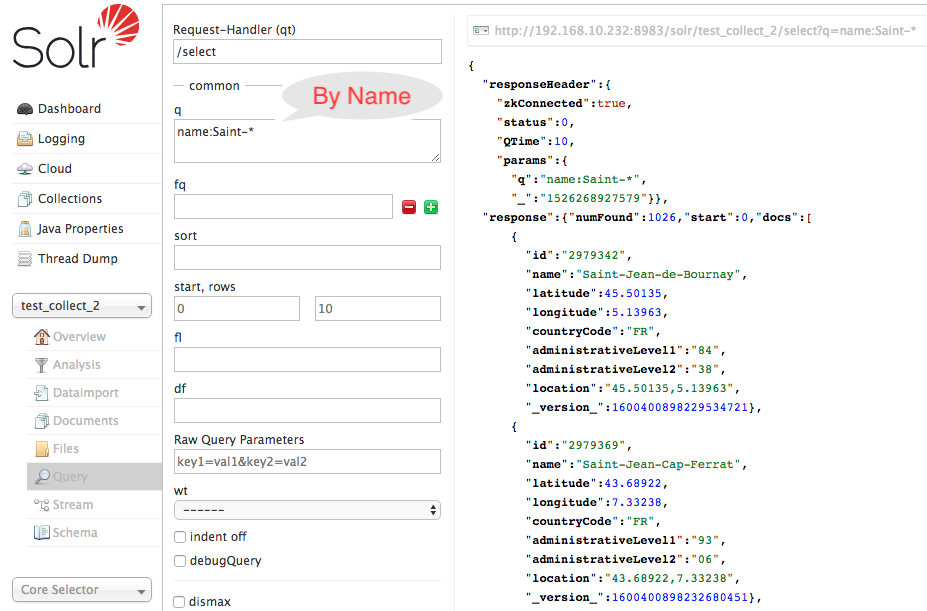 Solr
Dashboard
Logging
Cloud
Collections
Java Properties
Thread Dump
test_collect_2
Overview
Analysis
Dataimport
Documents
Files
Query
Stream
Schema
Core Selector
Request-Handler (qt)
/select
common
By Name
q
name:Saint-*
fq
sort
start, rows
0
10
fl
df
Raw Query Parameters
key1=val1&key2=val2
wt
------
indent off
debugQuery
dismax
http://192.168.10.232:8983/solr/test_collect_2/select?q=name:Saint-*
{
"responseHeader":{
"zkConnected":true,
"status":0,
"QTime":10,
"params":{
"q":"name:Saint-*",
"_":"1526268927579"}},
"response":{"numFound":1026,"start":0,"docs":[
{
"id":"2979342",
"name":"Saint-Jean-de-Bournay",
"latitude":45.50135,
"longitude":5.13963,
"countryCode":"FR",
"administrativeLevel1":"84",
"administrativeLevel2":"38",
"location":"45.50135,5.13963",
"_version_":1600400898229534721},
{
"id":"2979369",
"name":"Saint-Jean-Cap-Ferrat",
"latitude":43.68922,
"longitude":7.33238,
"countryCode":"FR",
"administrativeLevel1":"93",
"administrativeLevel2":"06",
"location":"43.68922,7.33238",
"_version_":1600400898232680451},